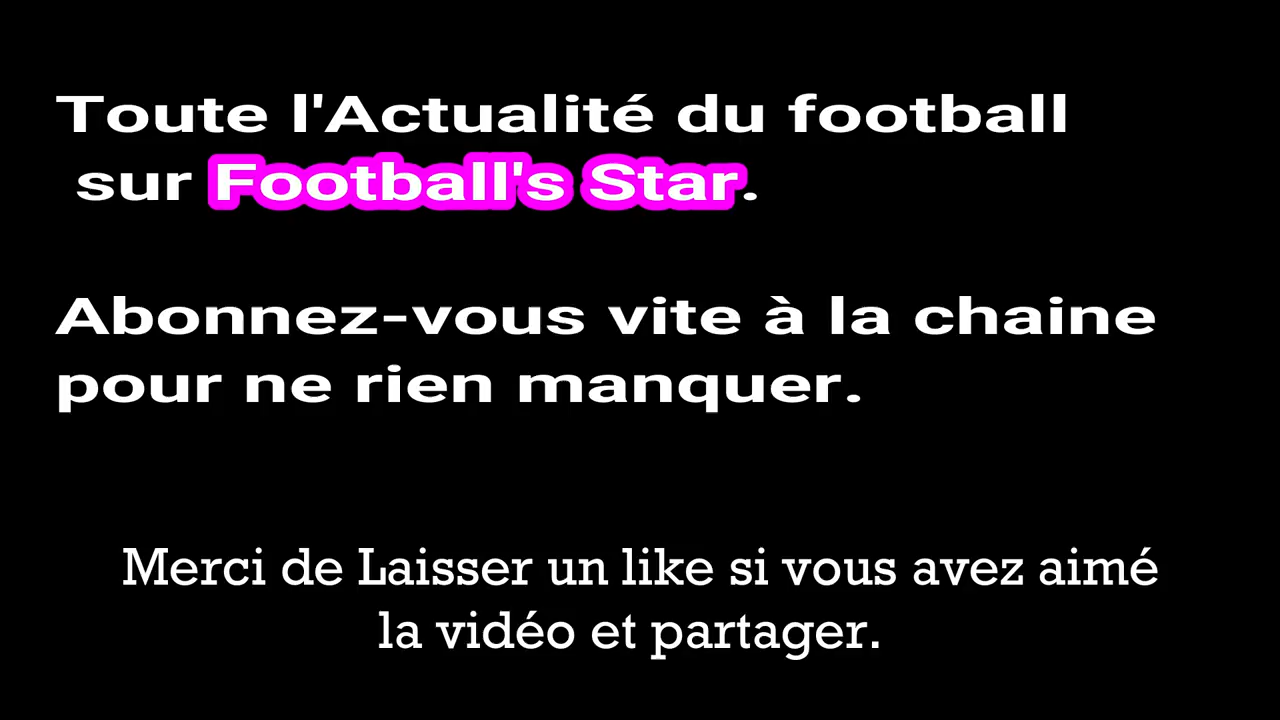 Toute l'Actualité du football
sur Football's Star.
Abonnez-vous vite à la chaine
pour ne rien manquer.
Merci de Laisser un like si vous avez aimé
la vidéo et partager.